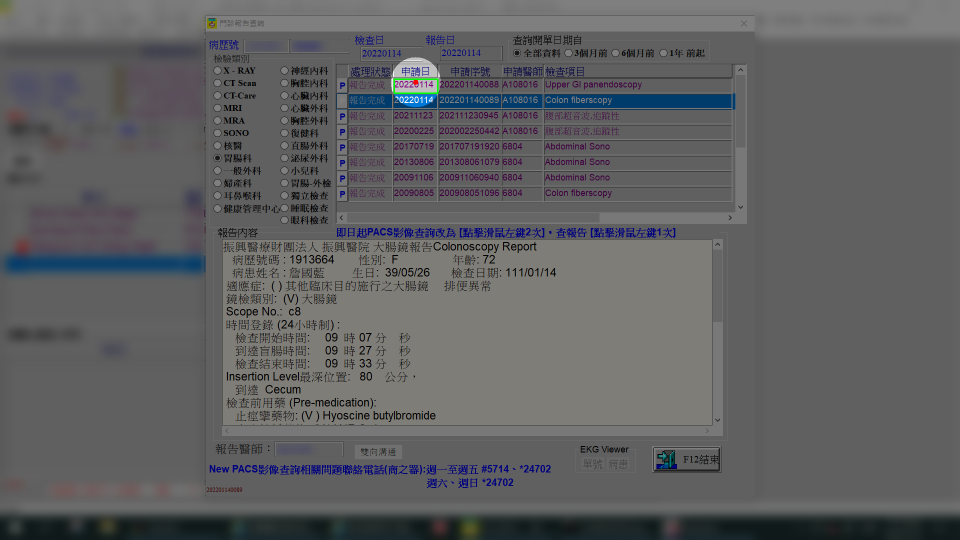 門診報表查詢
病歷號 檢查日 報告日 查詢開單日期自
20220114 20220114 全部資料 3個月前 6個月前 1年 前起
檢驗類別
X - RAY 神經內科
CT Scan 胸腔內科
CT-Care 心臟內科
MRI 心臟外科
MRA 胸腔外科
SONO 復健科
核醫 直腸外科
胃腸科 泌尿外科
一般外科 小兒科
婦產科 胃腸-外檢
耳鼻喉科 獨立檢查
健康管理中心 睡眠檢查
眼科檢查
處理狀態 申請日 申請序號 申請醫師 檢查項目
P 報告完成 20220114 202201140088 A108016 Upper GI panendoscopy
報告完成 20220114 202201140089 A108016 Colon fiberscopy
P 報告完成 20211123 202111230945 A108016 腹部超音波,追蹤性
P 報告完成 20200225 202002250442 A108016 腹部超音波,追蹤性
P 報告完成 20170719 201707191920 6804 Abdominal Sono
P 報告完成 20130806 201308061079 6804 Abdominal Sono
P 報告完成 20091106 200911060940 6804 Abdominal Sono
P 報告完成 20090805 200908051096 6804 Colon fiberscopy
報告內容 即日起PACS影像查詢改為 [點擊滑鼠左鍵2次]，查報告 [點擊滑鼠左鍵1次]
振興醫療財團法人 振興醫院 大腸鏡報告Colonoscopy Report
病歷號碼 : 1913664 性別: F 年齡: 72
病患姓名 : 詹國藍 生日: 39/05/26 檢查日期: 111/01/14
適應症: ( ) 其他臨床目的施行之大腸鏡 排便異常
鏡檢類別: (V) 大腸鏡
Scope No.: c8
時間登錄 (24小時制) :
檢查開始時間: 09 時 07 分 秒
到達盲腸時間: 09 時 27 分 秒
檢查結束時間: 09 時 33 分 秒
Insertion Level最深位置: 80 公分，
到達 Cecum
檢查前用藥 (Pre-medication):
止痙攣藥物: (V ) Hyoscine butylbromide
報告醫師： 雙向溝通 EKG Viewer
單號 病患 F12結束
New PACS影像查詢相關問題聯絡電話(商之器):週一至週五 #5714、*24702
週六、週日 *24702
202201140089